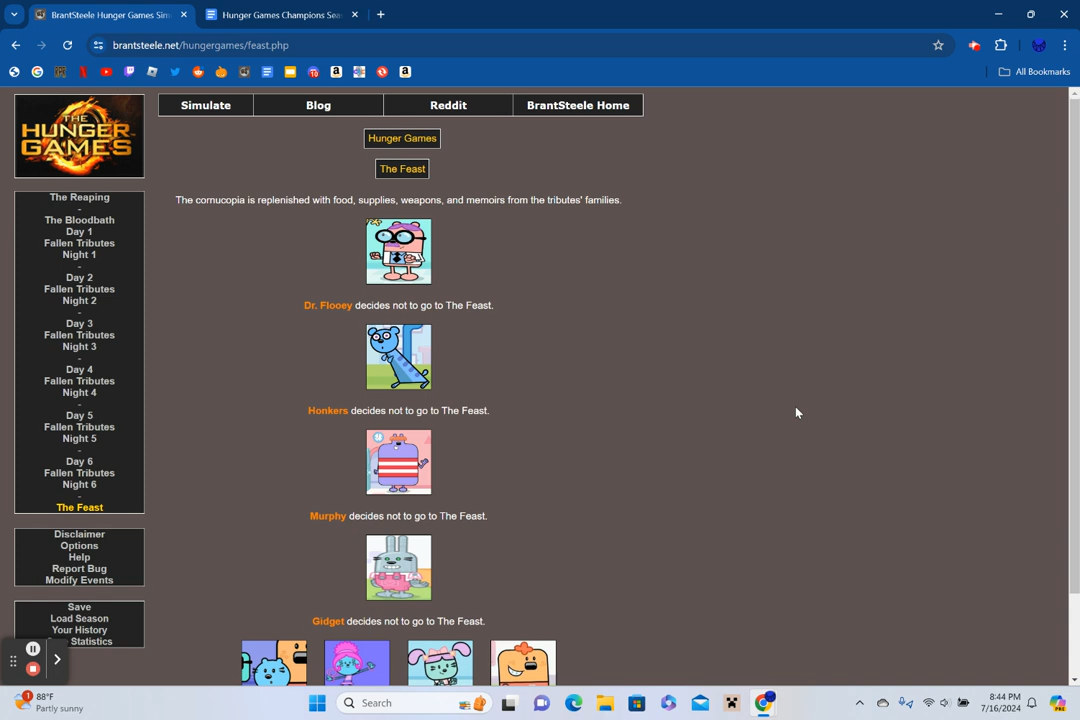 BrantSteele Hunger Games Sim
Hunger Games Champions Sea
brantsteele.net/hungergames/feast.php
All Bookmarks
THE
HUNGER
GAMES
Simulate
Blog
Reddit
BrantSteele Home
Hunger Games
The Feast
The cornucopia is replenished with food, supplies, weapons, and memoirs from the tributes' families.
Dr. Flooey decides not to go to The Feast.
Honkers decides not to go to The Feast.
Murphy decides not to go to The Feast.
Gidget decides not to go to The Feast.
The Reaping
-
The Bloodbath
Day 1
Fallen Tributes
Night 1
-
Day 2
Fallen Tributes
Night 2
-
Day 3
Fallen Tributes
Night 3
-
Day 4
Fallen Tributes
Night 4
-
Day 5
Fallen Tributes
Night 5
-
Day 6
Fallen Tributes
Night 6
-
The Feast
Disclaimer
Options
Help
Report Bug
Modify Events
Save
Load Season
Your History
Statistics
1
88°F
Partly sunny
Search
8:44 PM
7/16/2024